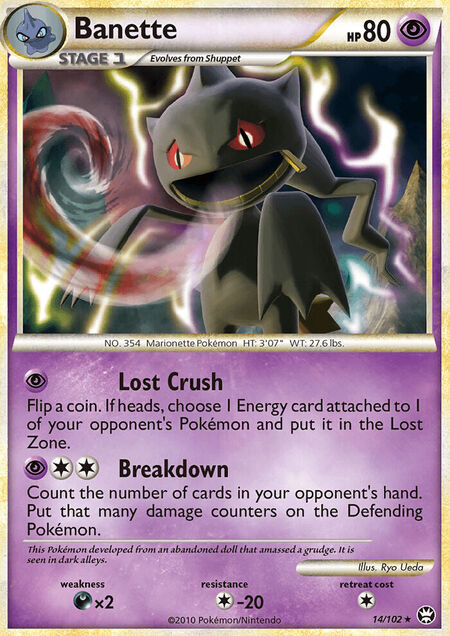 Banette HP 80
STAGE 1 Evolves from Shuppet
NO. 354 Marionette Pokémon HT: 3'07" WT: 27.6 lbs.
Lost Crush
Flip a coin. If heads, choose 1 Energy card attached to 1
of your opponent's Pokémon and put it in the Lost
Zone.
Breakdown
Count the number of cards in your opponent's hand.
Put that many damage counters on the Defending
Pokémon.
This Pokémon developed from an abandoned doll that amassed a grudge. It is
seen in dark alleys.
Illus. Ryo Ueda
weakness resistance retreat cost
×2 -20
©2010 Pokémon/Nintendo 14/102 ★